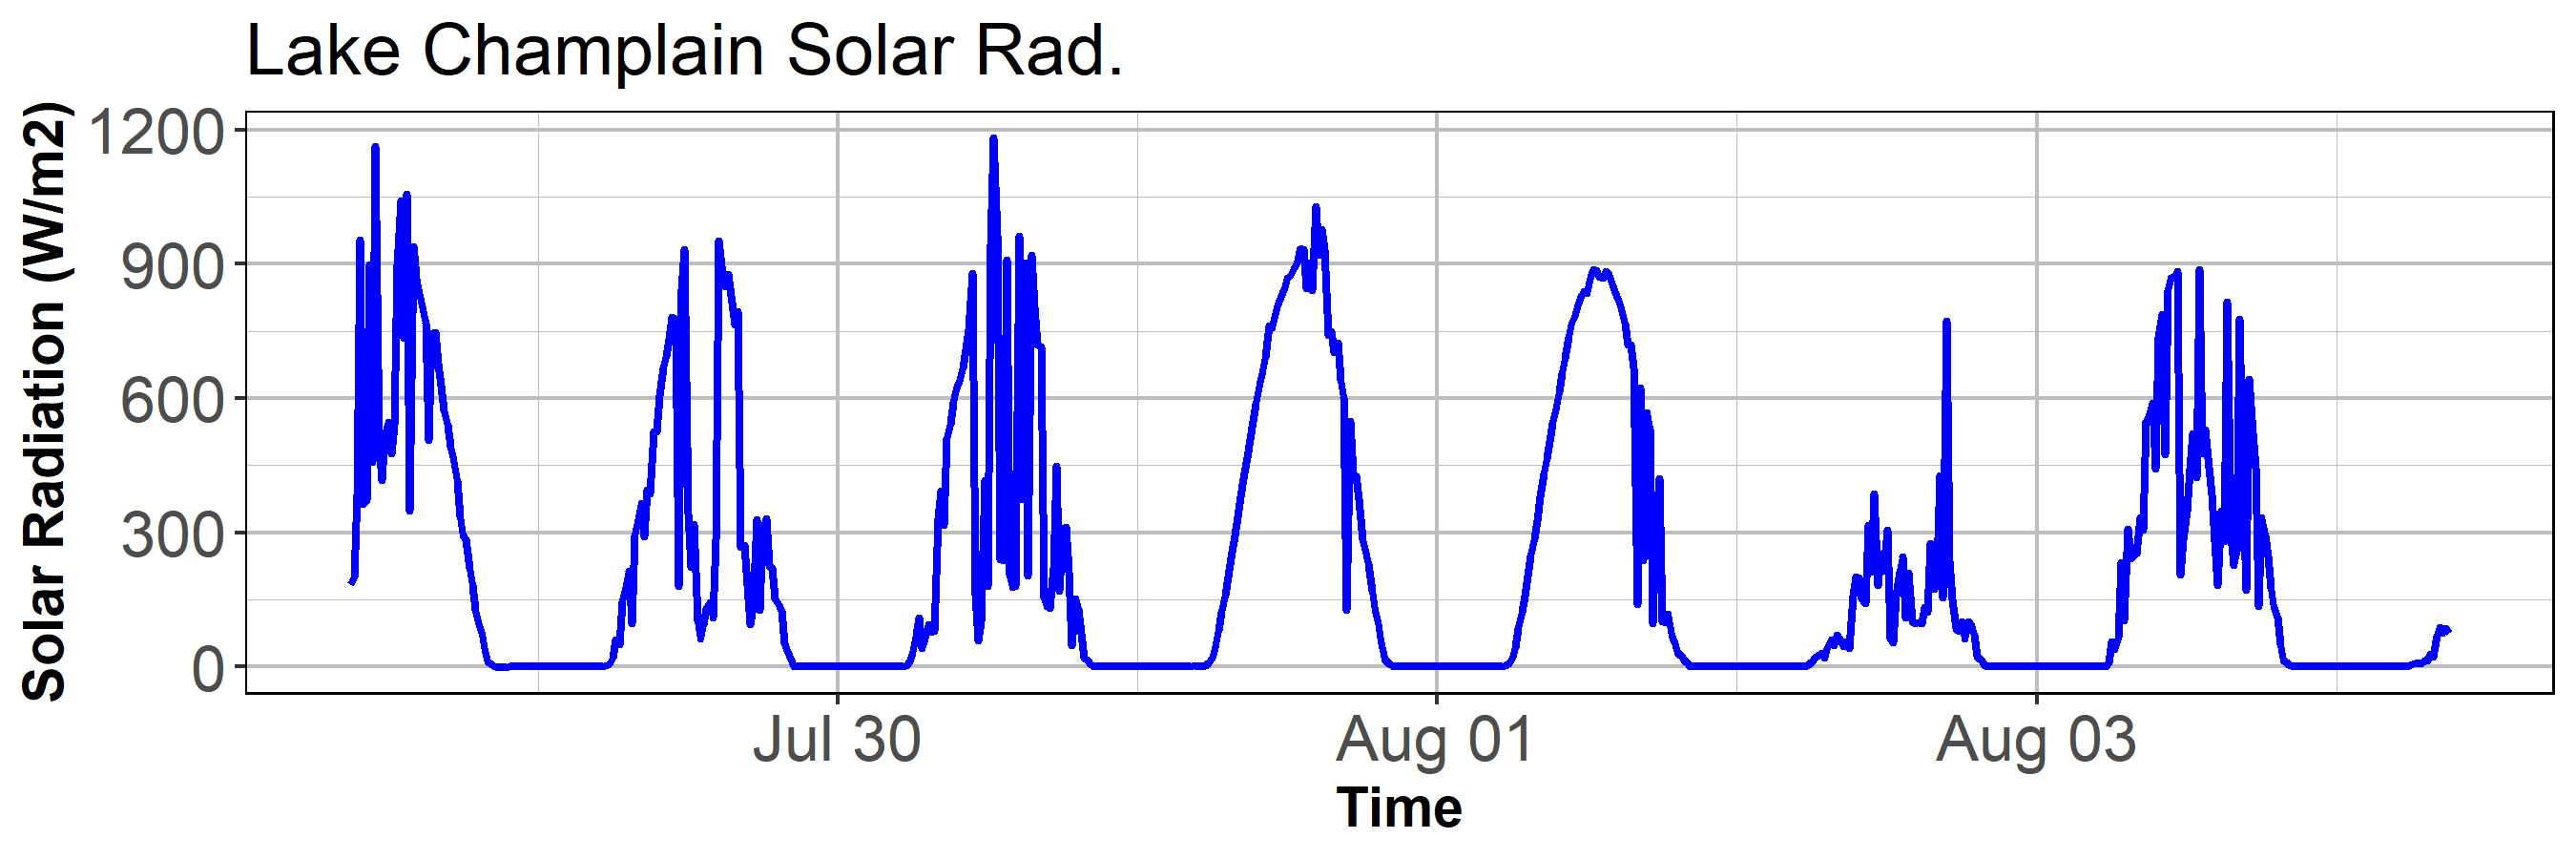 Lake Champlain Solar Rad.
Solar Radiation (W/m2)
1200
900
600
300
0
Jul 30
Aug 01
Aug 03
Time